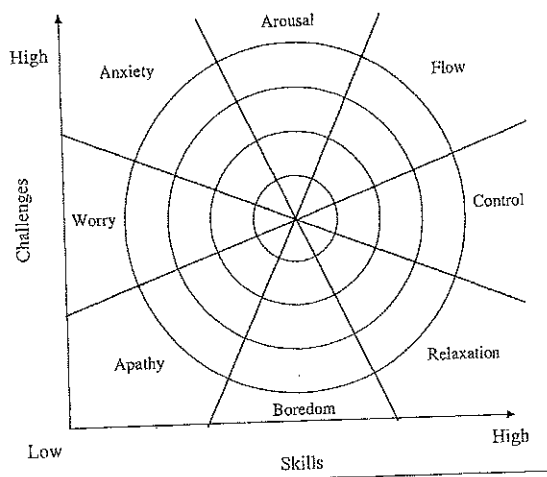 Arousal
High
Anxiety
Flow
Challenges
Worry
Control
Apathy
Relaxation
Boredom
Low
High
Skills